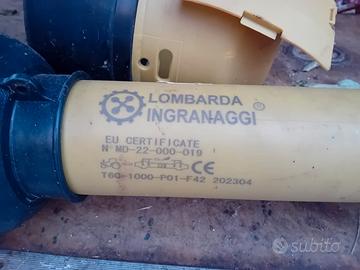 LOMBARDA
INGRANAGGI ®
EU CERTIFICATE
N° MD-22-000-019
CE
T60-1000-P01-F42 202304
subito